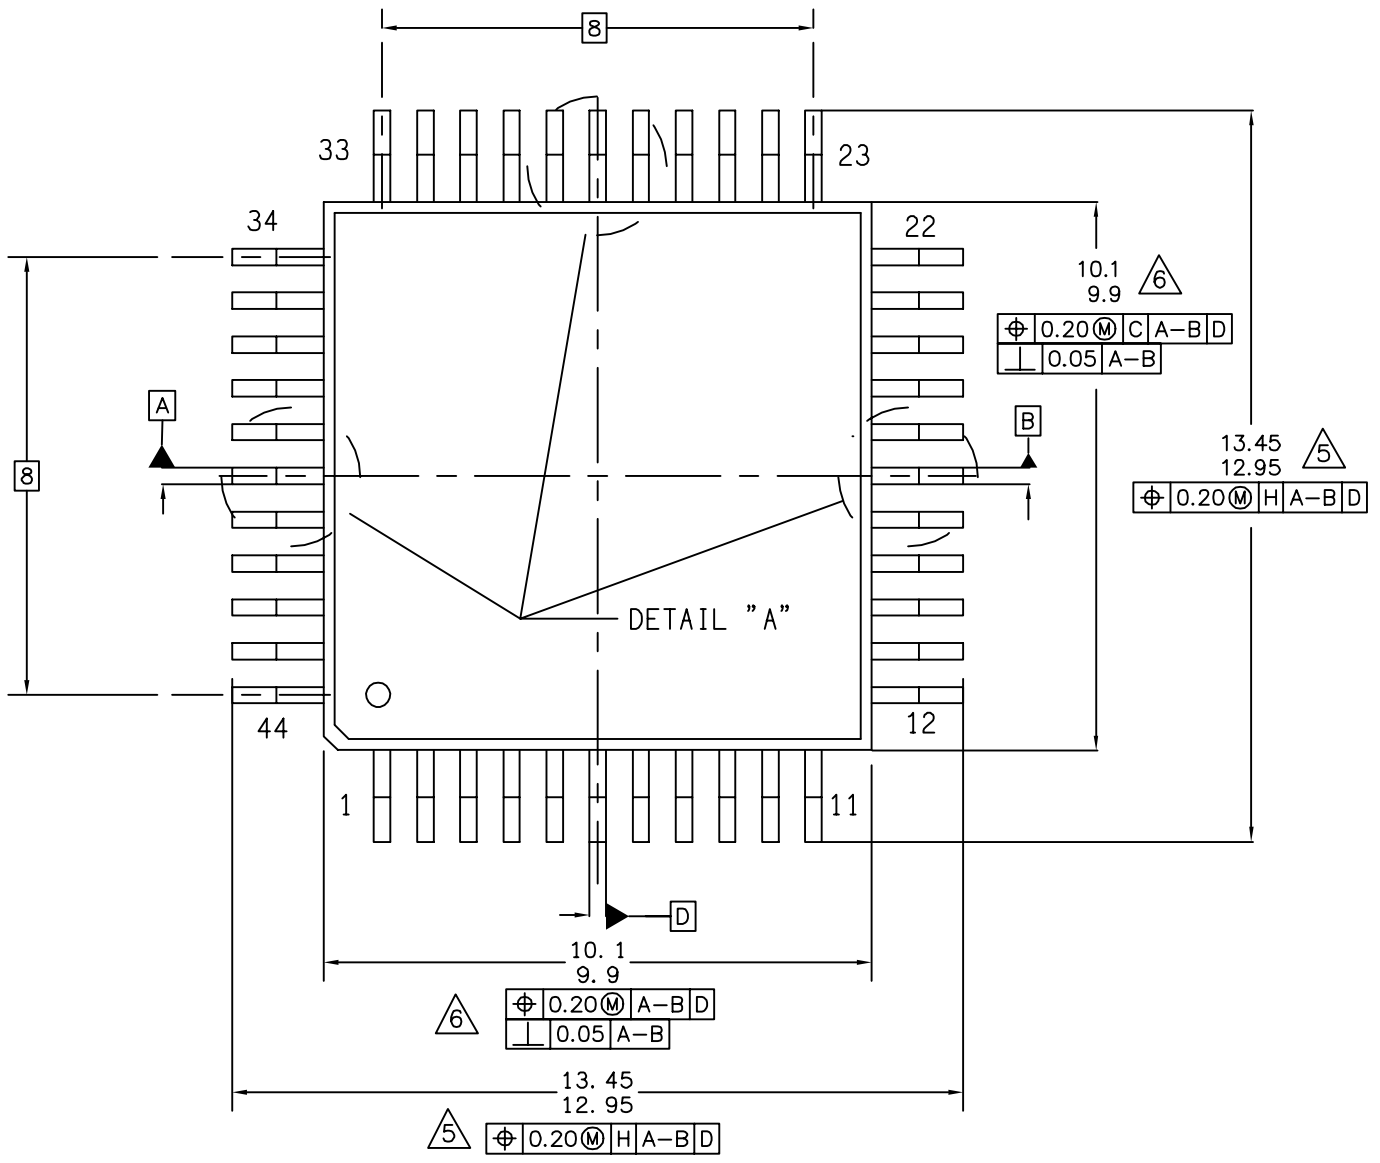 8
33
23
34
22
10.1
9.9
6
⌖ 0.20 Ⓜ C A-B D
⊥ 0.05 A-B
A
B
8
13.45
12.95
5
⌖ 0.20 Ⓜ H A-B D
DETAIL "A"
44
12
1
11
D
10. 1
9. 9
6
⌖ 0.20 Ⓜ A-B D
⊥ 0.05 A-B
13. 45
12. 95
5
⌖ 0.20 Ⓜ H A-B D